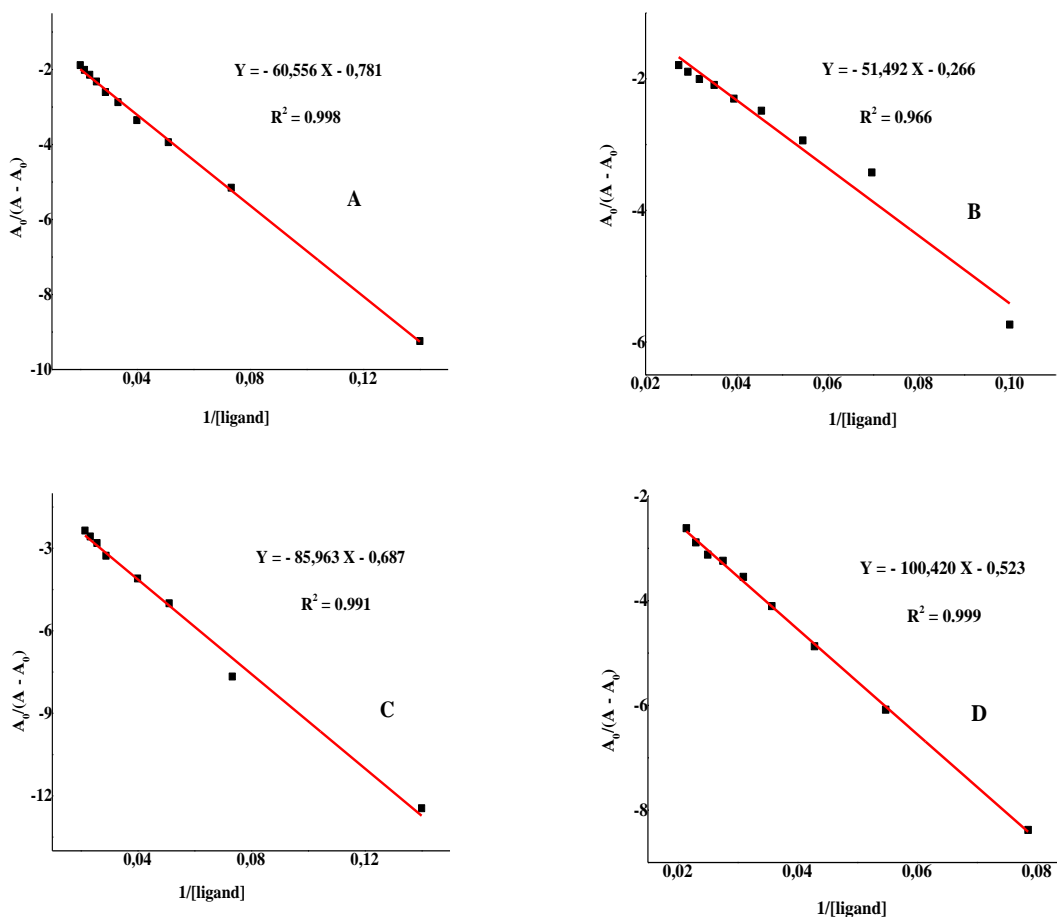 -2
-4
-6
-8
-10
A₀/(A - A₀)
Y = - 60,556 X - 0,781
R² = 0.998
A
0,04
0,08
0,12
1/[ligand]
-2
-4
-6
A₀/(A - A₀)
Y = - 51,492 X - 0,266
R² = 0.966
B
0,02
0,04
0,06
0,08
0,10
1/[ligand]
-3
-6
-9
-12
A₀/(A - A₀)
Y = - 85,963 X - 0,687
R² = 0.991
C
0,04
0,08
0,12
1/[ligand]
-2
-4
-6
-8
A₀/(A - A₀)
Y = - 100,420 X - 0,523
R² = 0.999
D
0,02
0,04
0,06
0,08
1/[ligand]